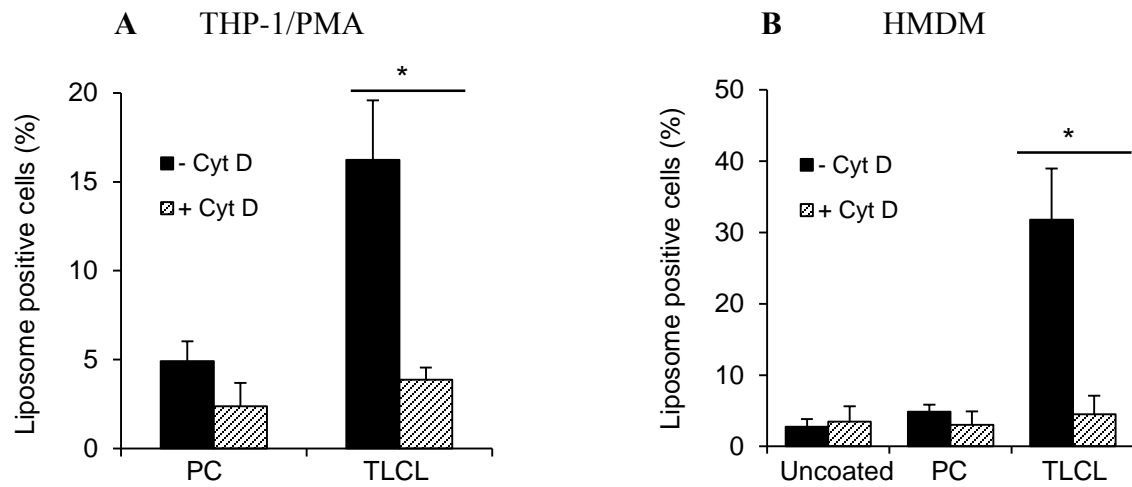 A THP-1/PMA
Liposome positive cells (%)
20
15
10
5
0
*
- Cyt D
+ Cyt D
PC TLCL
B HMDM
Liposome positive cells (%)
50
40
30
20
10
0
*
- Cyt D
+ Cyt D
Uncoated PC TLCL